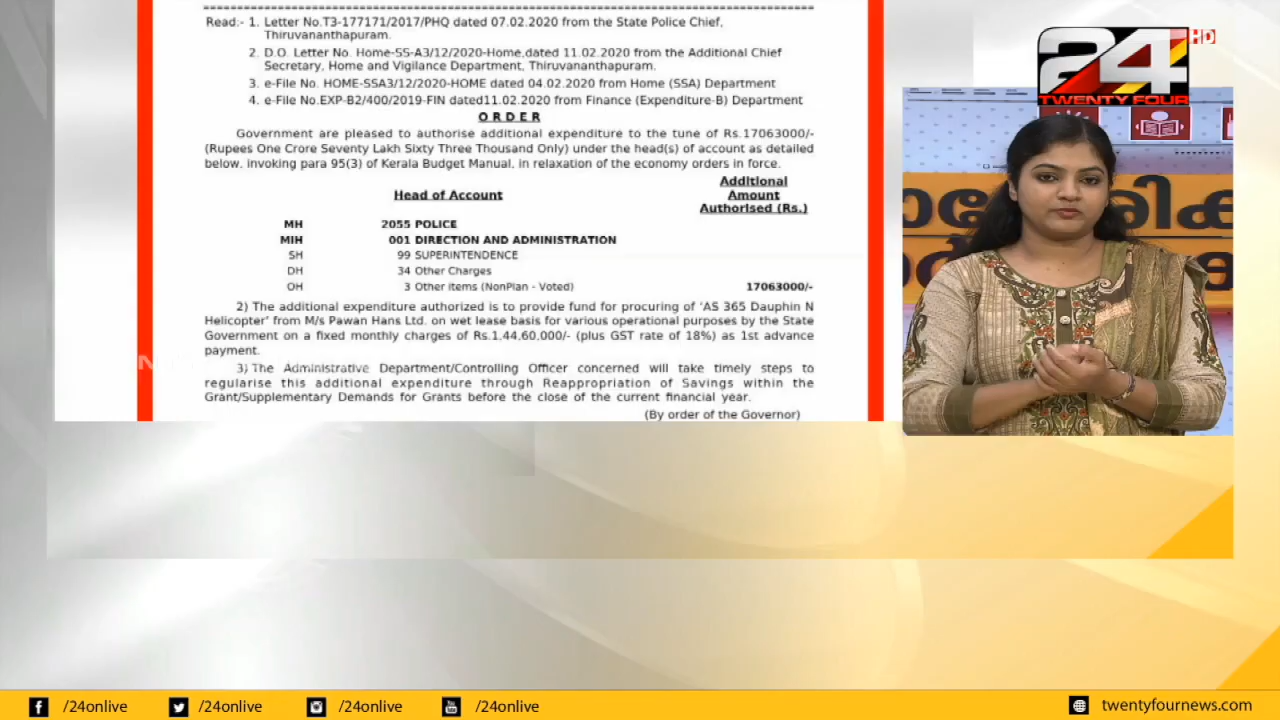 Read:- 1. Letter No.T3-177171/2017/PHQ dated 07.02.2020 from the State Police Chief,
Thiruvananthapuram.
2. D.O. Letter No. Home-SS-A3/12/2020-Home,dated 11.02.2020 from the Additional Chief
Secretary, Home and Vigilance Department, Thiruvananthapuram.
3. e-File No. HOME-SSA3/12/2020-HOME dated 04.02.2020 from Home (SSA) Department
4. e-File No.EXP-B2/400/2019-FIN dated11.02.2020 from Finance (Expenditure-B) Department
O R D E R
Government are pleased to authorise additional expenditure to the tune of Rs.17063000/-
(Rupees One Crore Seventy Lakh Sixty Three Thousand Only) under the head(s) of account as detailed
below, invoking para 95(3) of Kerala Budget Manual, in relaxation of the economy orders in force.
Head of Account
Additional
Amount
Authorised (Rs.)
MH 2055 POLICE
MIH 001 DIRECTION AND ADMINISTRATION
SH 99 SUPERINTENDENCE
DH 34 Other Charges
OH 3 Other items (NonPlan - Voted) 17063000/-
2) The additional expenditure authorized is to provide fund for procuring of 'AS 365 Dauphin N
Helicopter' from M/s Pawan Hans Ltd. on wet lease basis for various operational purposes by the State
Government on a fixed monthly charges of Rs.1,44,60,000/- (plus GST rate of 18%) as 1st advance
payment.
3) The Administrative Department/Controlling Officer concerned will take timely steps to
regularise this additional expenditure through Reappropriation of Savings within the
Grant/Supplementary Demands for Grants before the close of the current financial year.
(By order of the Governor)
24 HD
TWENTY FOUR
/24onlive /24onlive /24onlive /24onlive twentyfournews.com